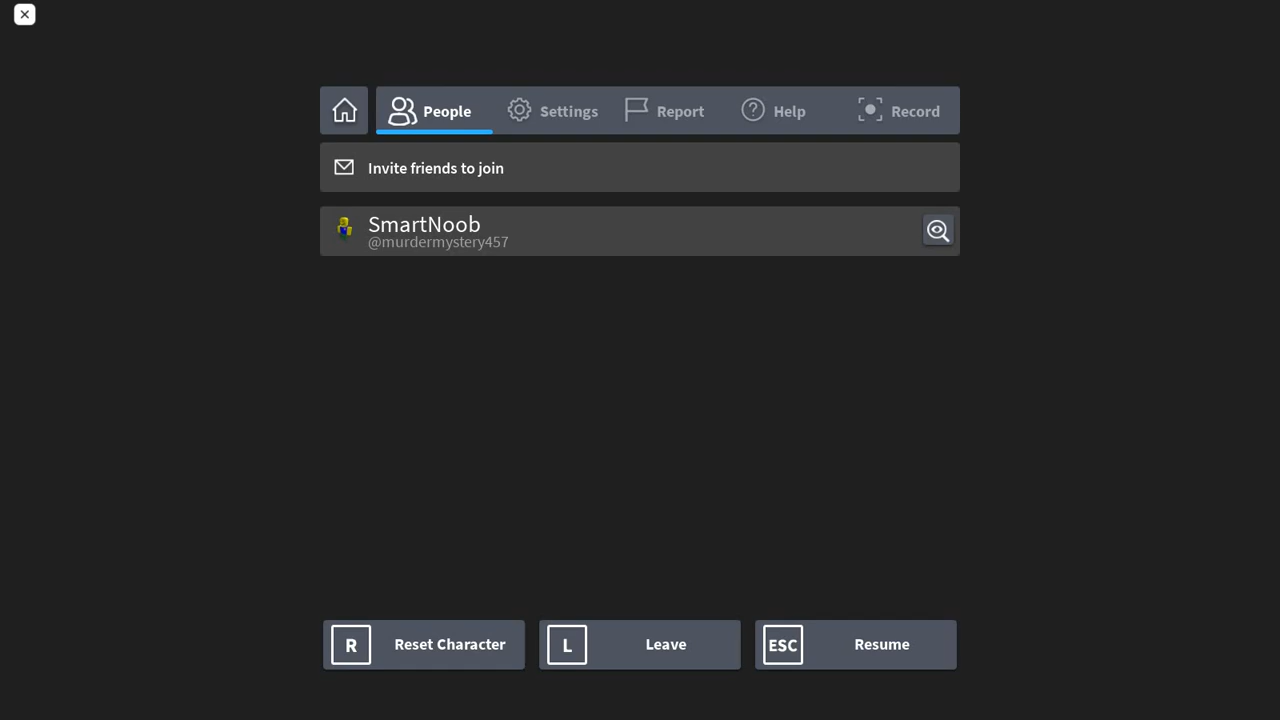 People Settings Report Help Record
Invite friends to join
SmartNoob
@murdermystery457
R Reset Character L Leave ESC Resume